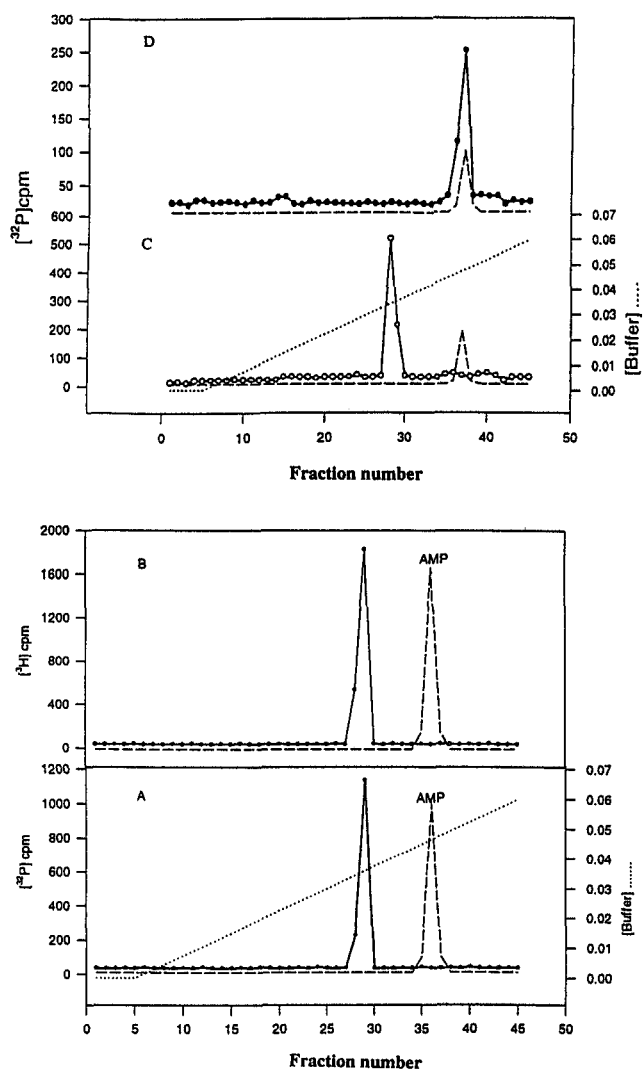 D
300
250
200
150
100
50
[32P]cpm
C
600
500
400
300
200
100
0
0.07
0.06
0.05
0.04
0.03
0.02
0.01
0.00
[Buffer] .....
0 10 20 30 40 50
Fraction number
B
AMP
2000
1600
1200
800
400
0
[3H] cpm
A
AMP
1200
1000
800
600
400
200
0
[32P] cpm
0.07
0.06
0.05
0.04
0.03
0.02
0.01
0.00
[Buffer] ........
0 5 10 15 20 25 30 35 40 45 50
Fraction number